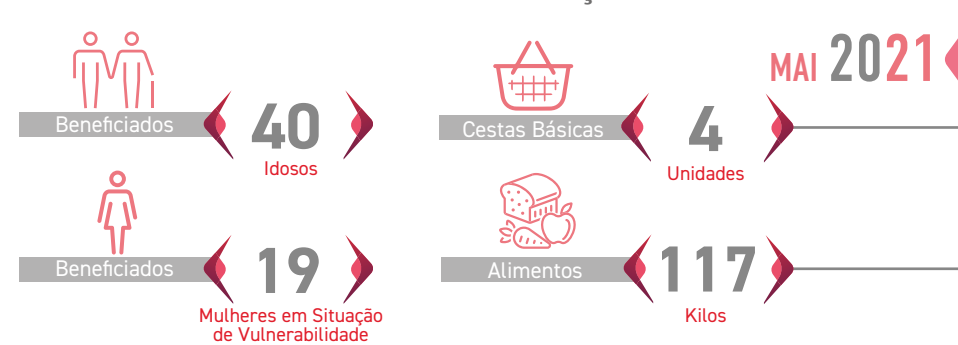 MAI 2021
Beneficiados
40
Idosos
Cestas Básicas
4
Unidades
Beneficiados
19
Mulheres em Situação
de Vulnerabilidade
Alimentos
117
Kilos